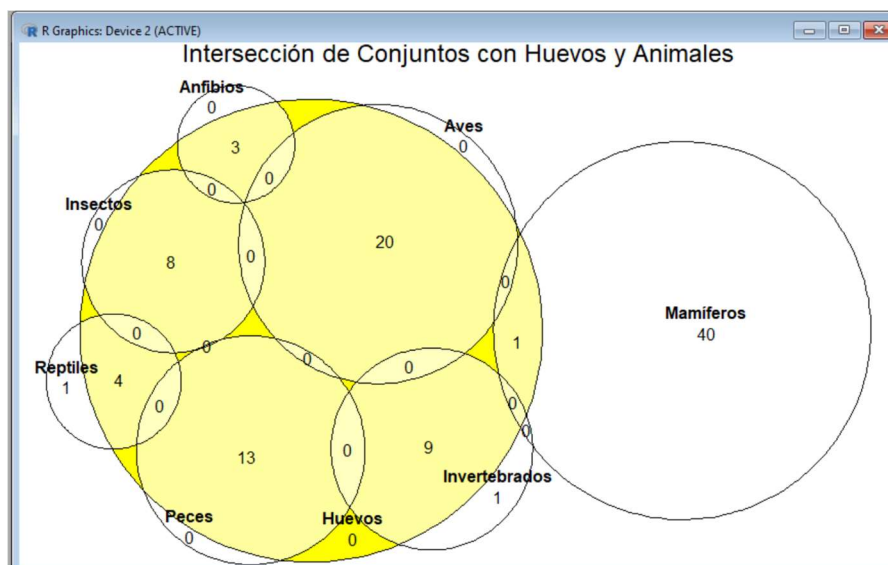 R Graphics: Device 2 (ACTIVE)
Intersección de Conjuntos con Huevos y Animales
Anfibios
0
Aves
0
3
0
0
Insectos
0
20
0
8
0
Mamíferos
40
0
1
0
0
0
Reptiles
1
4
0
0
0
0
13
0
9
Invertebrados
1
Peces
0
Huevos
0